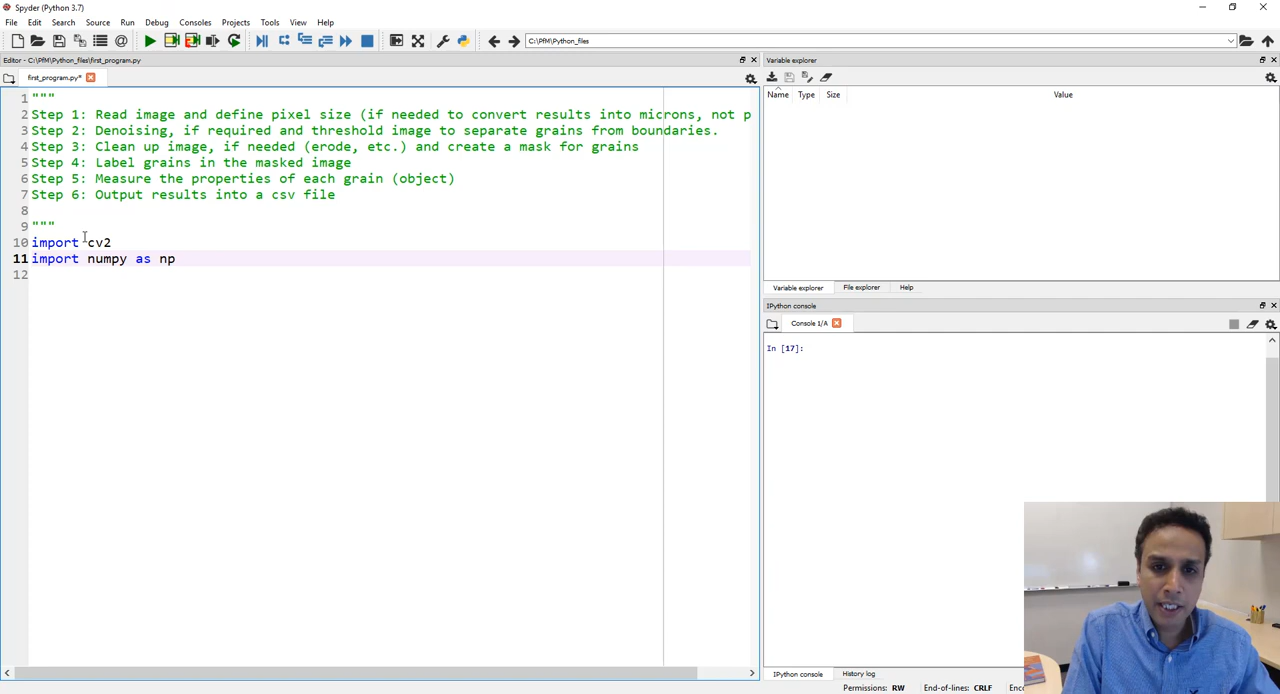 Spyder (Python 3.7)
File Edit Search Source Run Debug Consoles Projects Tools View Help
C:\PfM\Python_files
Editor - C:\PfM\Python_files\first_program.py
Variable explorer
first_program.py*
Name Type Size Value
1 """
2 Step 1: Read image and define pixel size (if needed to convert results into microns, not p
3 Step 2: Denoising, if required and threshold image to separate grains from boundaries.
4 Step 3: Clean up image, if needed (erode, etc.) and create a mask for grains
5 Step 4: Label grains in the masked image
6 Step 5: Measure the properties of each grain (object)
7 Step 6: Output results into a csv file
8
9 """
10 import cv2
11 import numpy as np
12
Variable explorer File explorer Help
IPython console
Console 1/A
In [17]:
IPython console History log
Permissions: RW End-of-lines: CRLF Enc